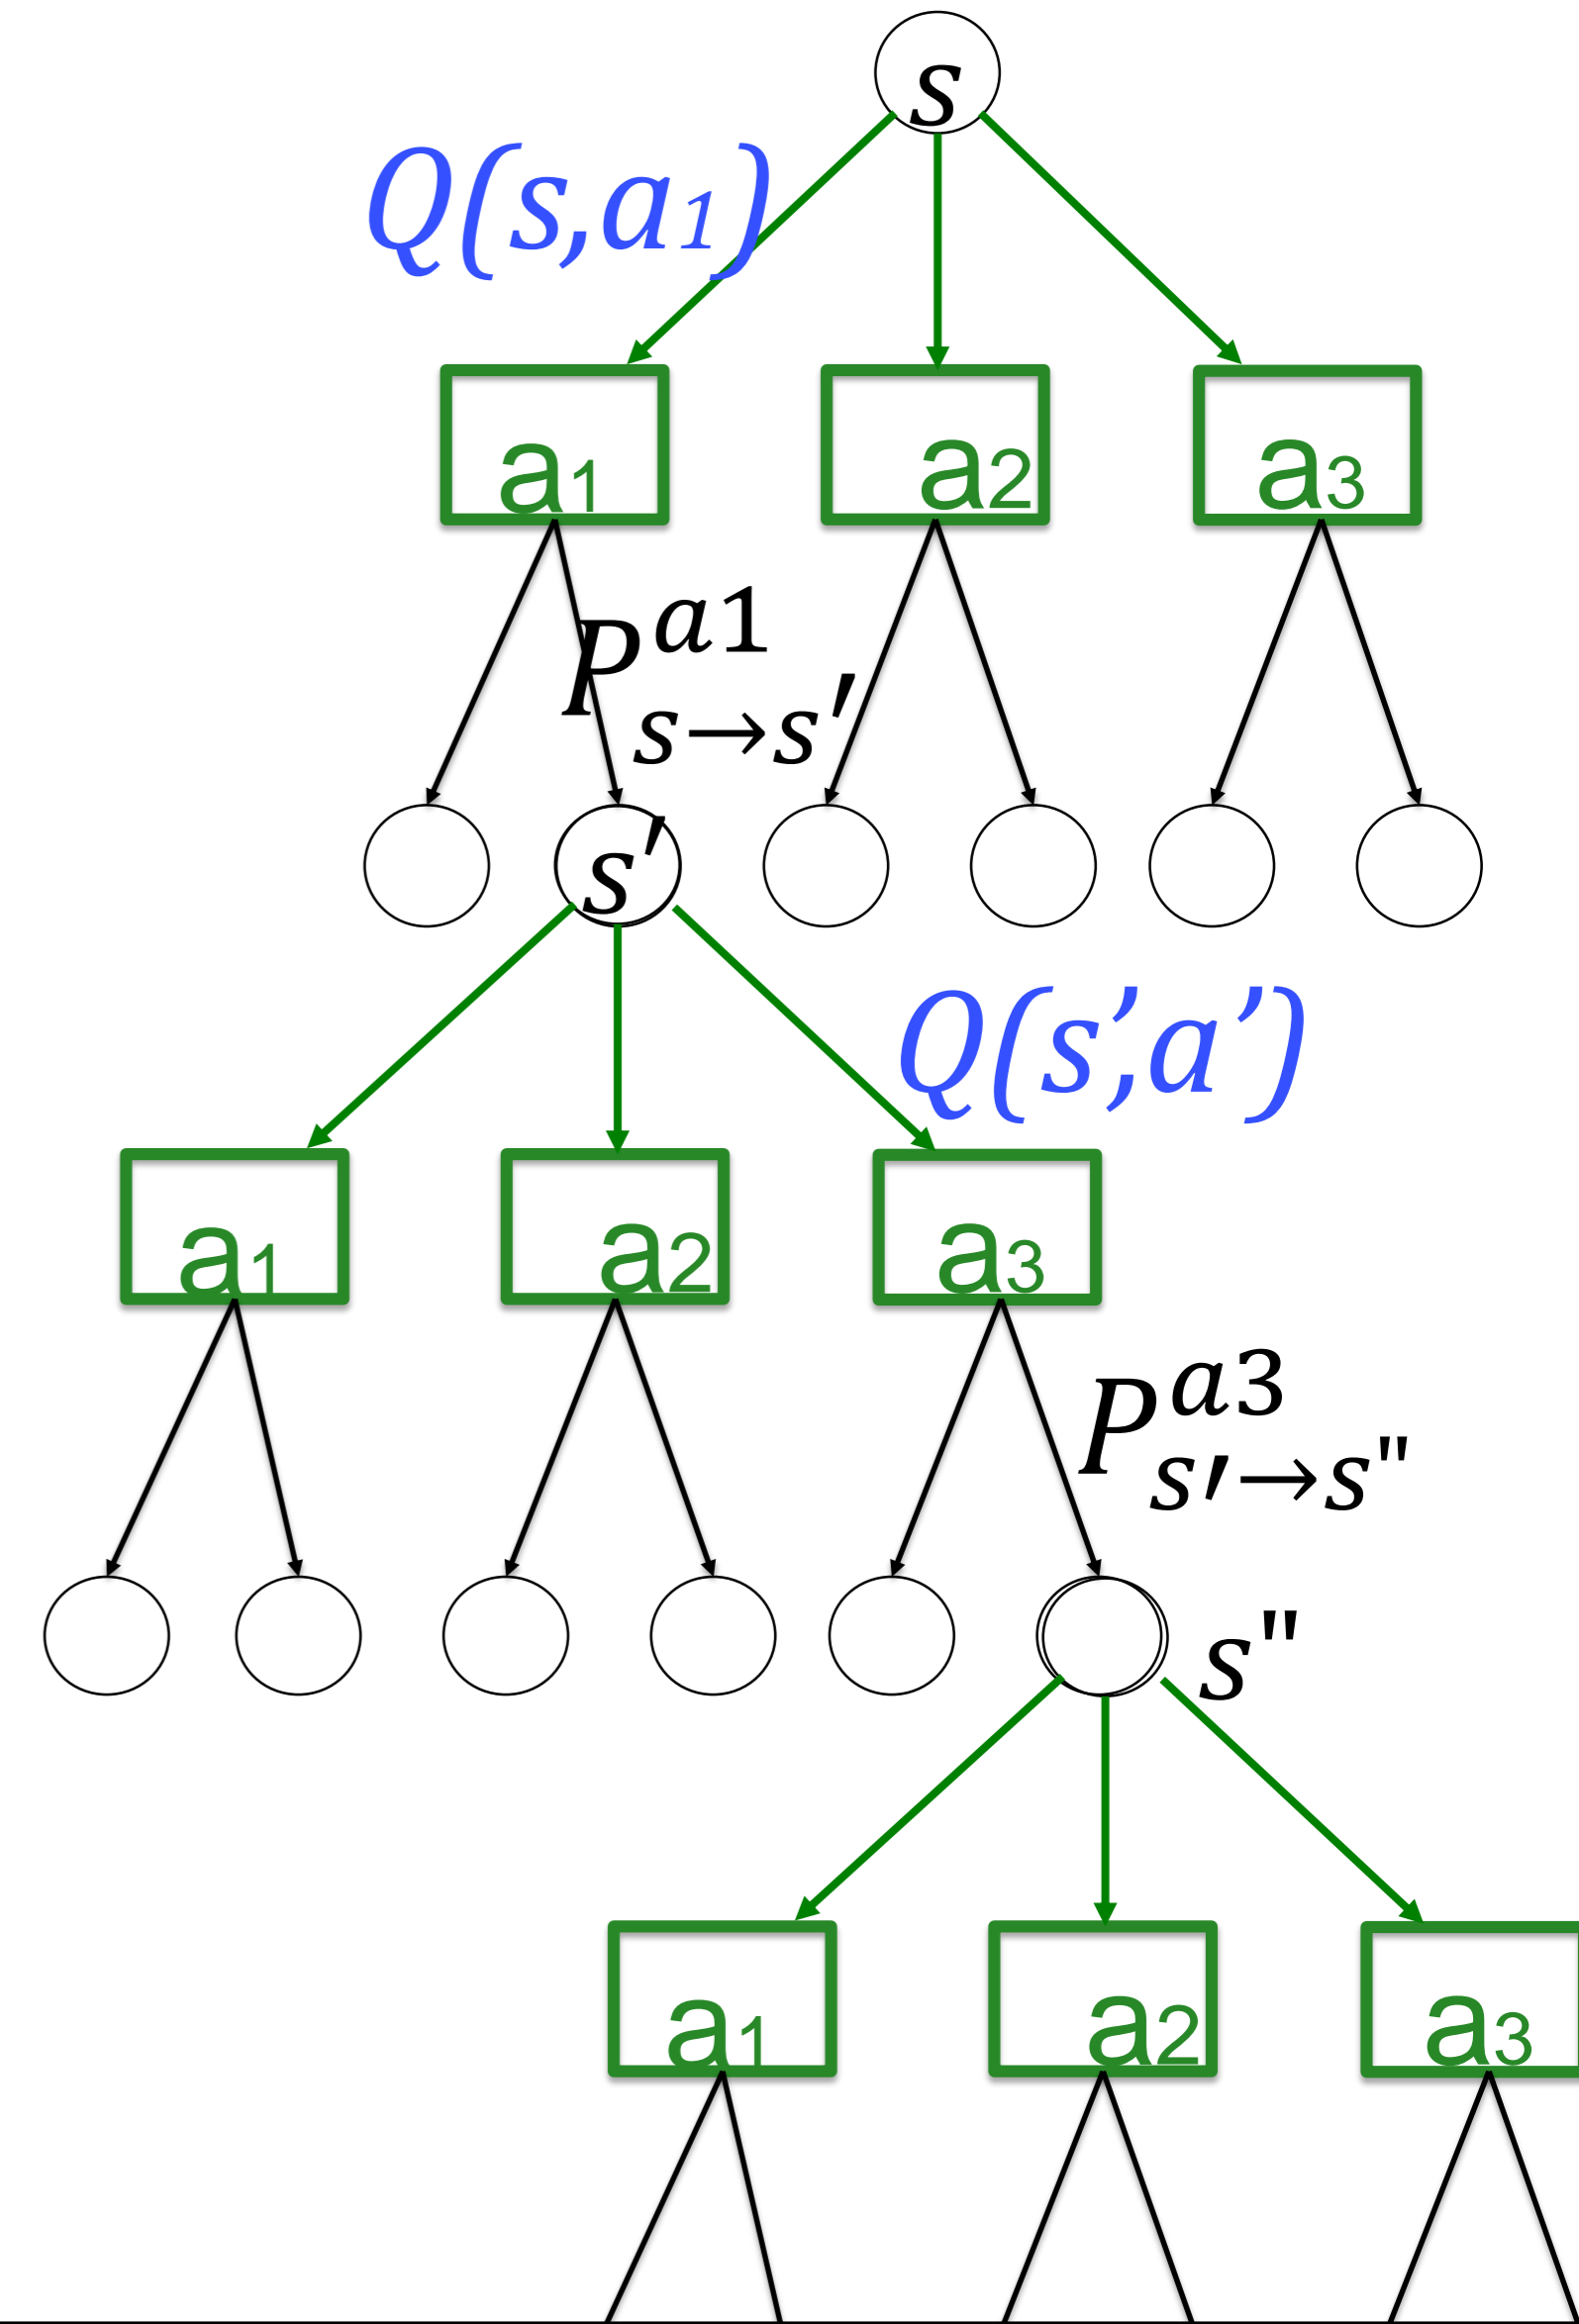 s
Q(s,a1)
a1 a2 a3
P a1 s→s'
s'
Q(s’,a’)
a1 a2 a3
P a3 s′→s"
s"
a1 a2 a3